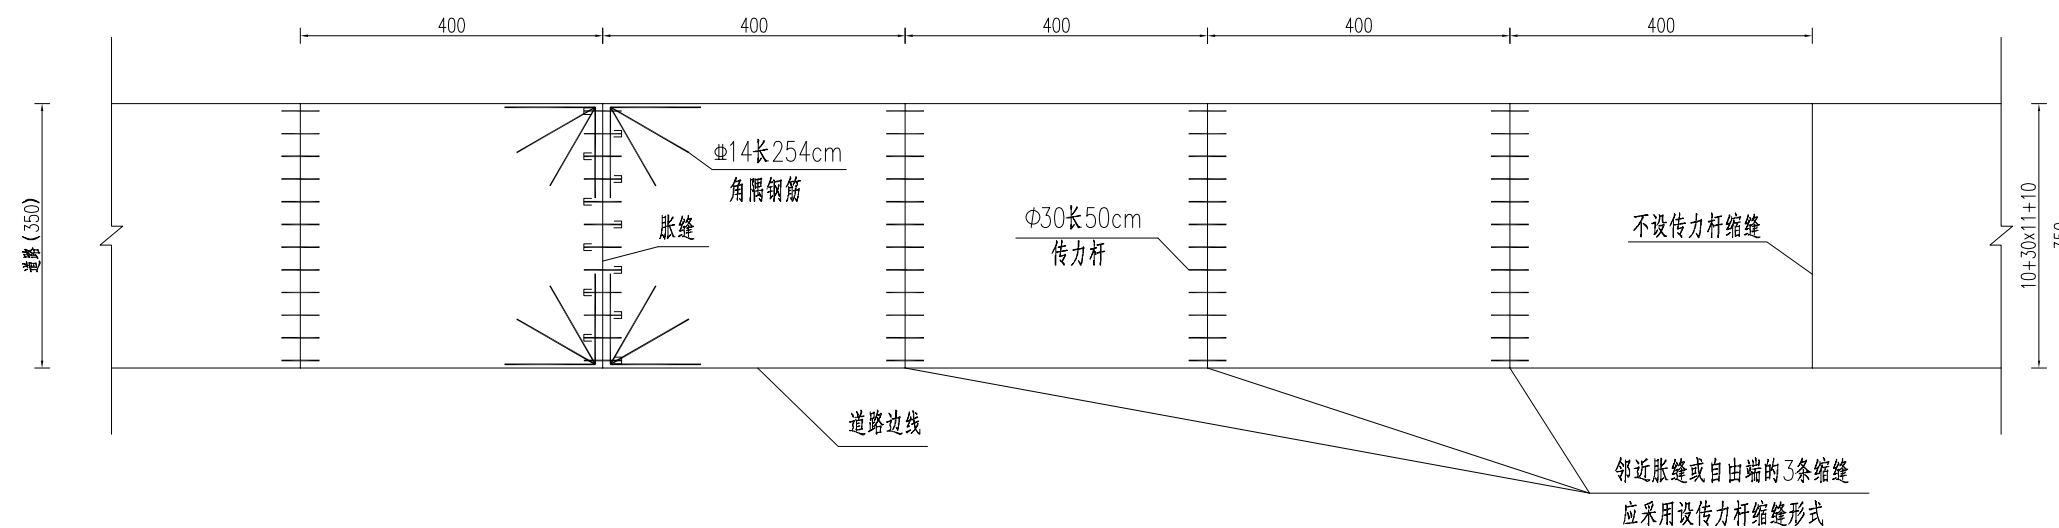 400
400
400
400
400
Φ14长254cm
角隅钢筋
胀缝
Φ30长50cm
传力杆
不设传力杆缩缝
道路(350)
10+30x11+10
350
道路边线
邻近胀缝或自由端的3条缩缝
应采用设传力杆缩缝形式